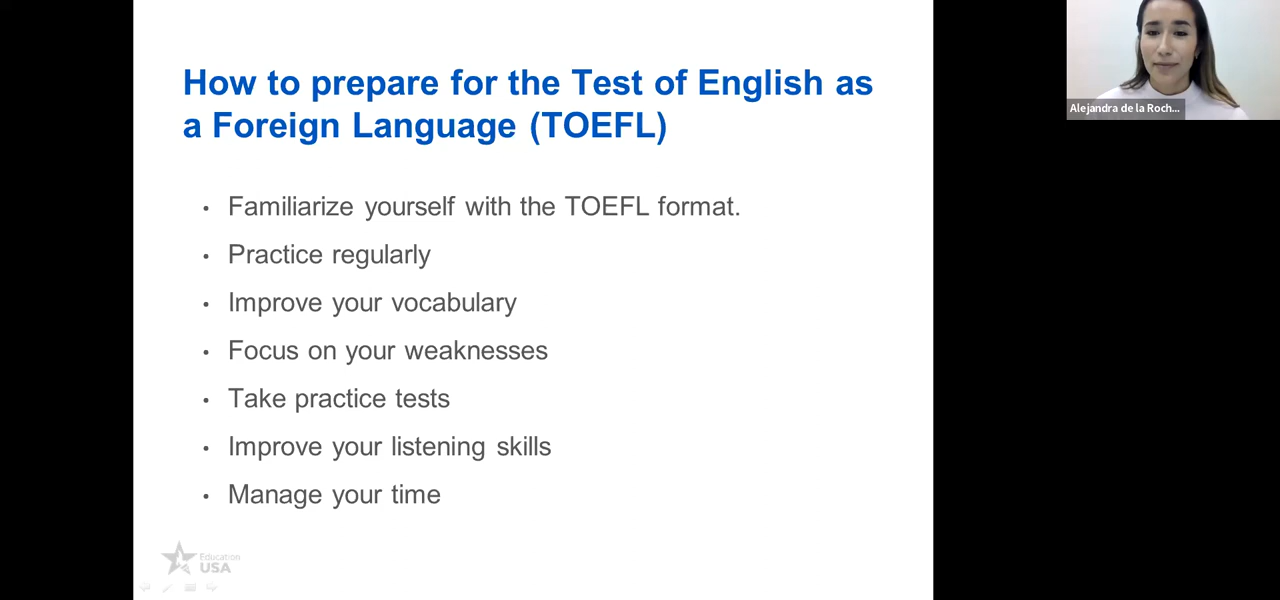 How to prepare for the Test of English as
a Foreign Language (TOEFL)
• Familiarize yourself with the TOEFL format.
• Practice regularly
• Improve your vocabulary
• Focus on your weaknesses
• Take practice tests
• Improve your listening skills
• Manage your time
Education
USA
Alejandra de la Roch...